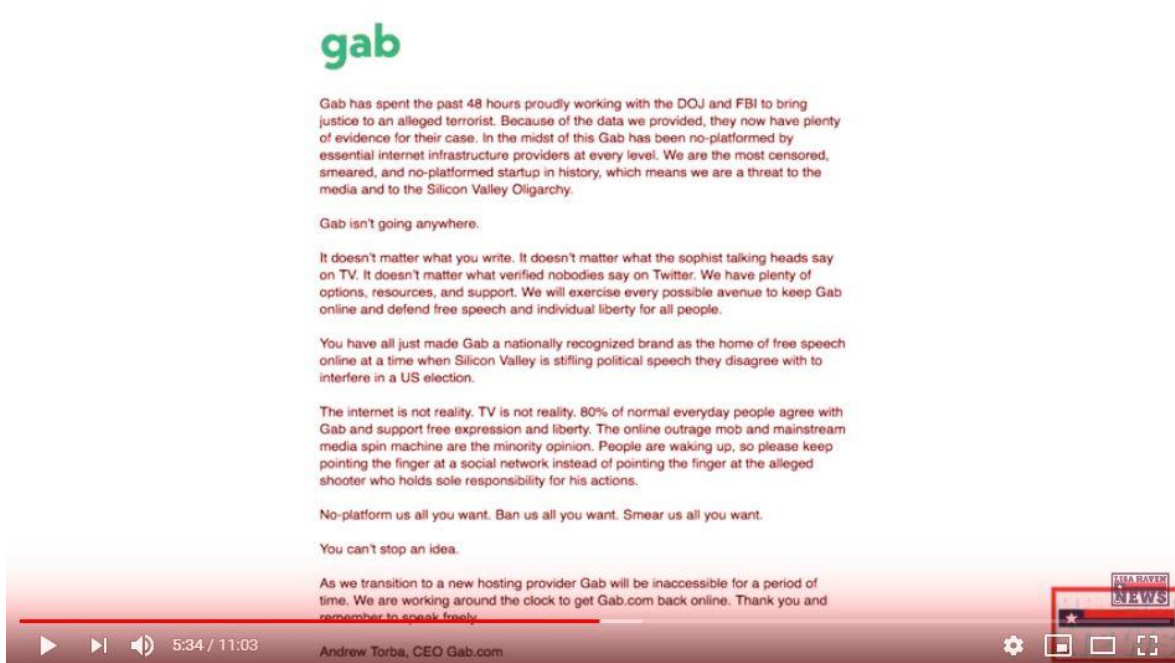 gab
Gab has spent the past 48 hours proudly working with the DOJ and FBI to bring
justice to an alleged terrorist. Because of the data we provided, they now have plenty
of evidence for their case. In the midst of this Gab has been no-platformed by
essential internet infrastructure providers at every level. We are the most censored,
smeared, and no-platformed startup in history, which means we are a threat to the
media and to the Silicon Valley Oligarchy.
Gab isn't going anywhere.
It doesn't matter what you write. It doesn't matter what the sophist talking heads say
on TV. It doesn't matter what verified nobodies say on Twitter. We have plenty of
options, resources, and support. We will exercise every possible avenue to keep Gab
online and defend free speech and individual liberty for all people.
You have all just made Gab a nationally recognized brand as the home of free speech
online at a time when Silicon Valley is stifling political speech they disagree with to
interfere in a US election.
The internet is not reality. TV is not reality. 80% of normal everyday people agree with
Gab and support free expression and liberty. The online outrage mob and mainstream
media spin machine are the minority opinion. People are waking up, so please keep
pointing the finger at a social network instead of pointing the finger at the alleged
shooter who holds sole responsibility for his actions.
No-platform us all you want. Ban us all you want. Smear us all you want.
You can't stop an idea.
As we transition to a new hosting provider Gab will be inaccessible for a period of
time. We are working around the clock to get Gab.com back online. Thank you and
remember to speak freely
Andrew Torba, CEO Gab.com
LISA HAVEN
NEWS
5:34 / 11:03